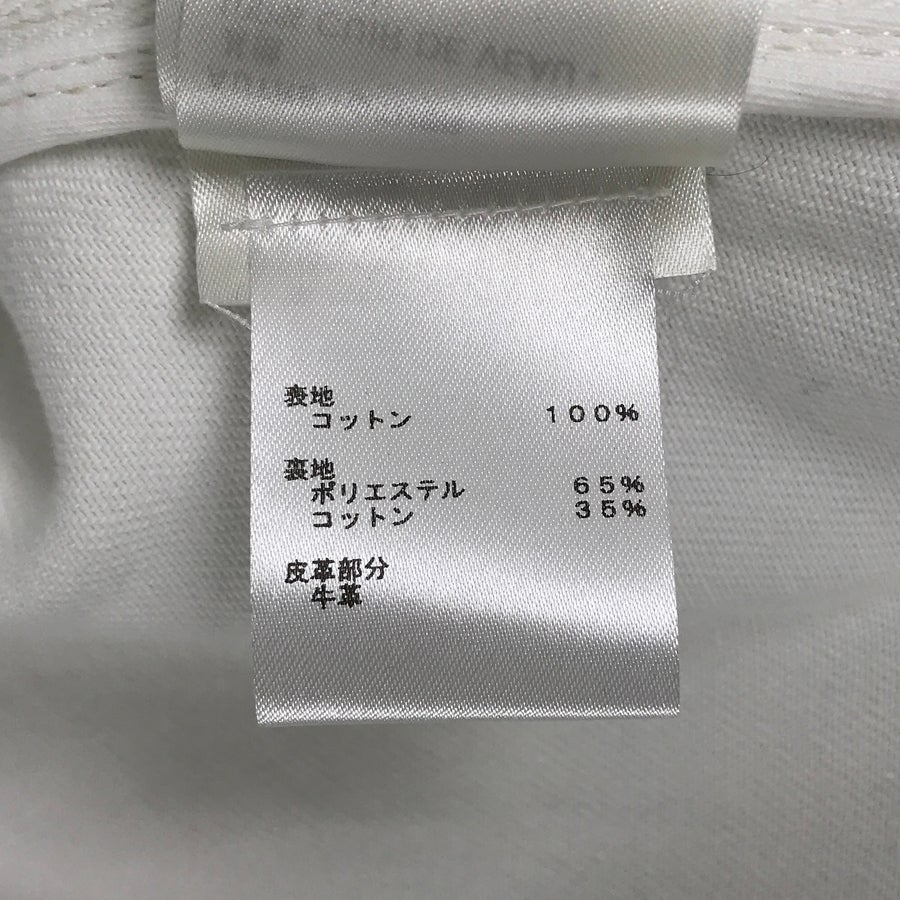 表地
コットン 100%
裏地
ポリエステル 65%
コットン 35%
皮革部分
牛革